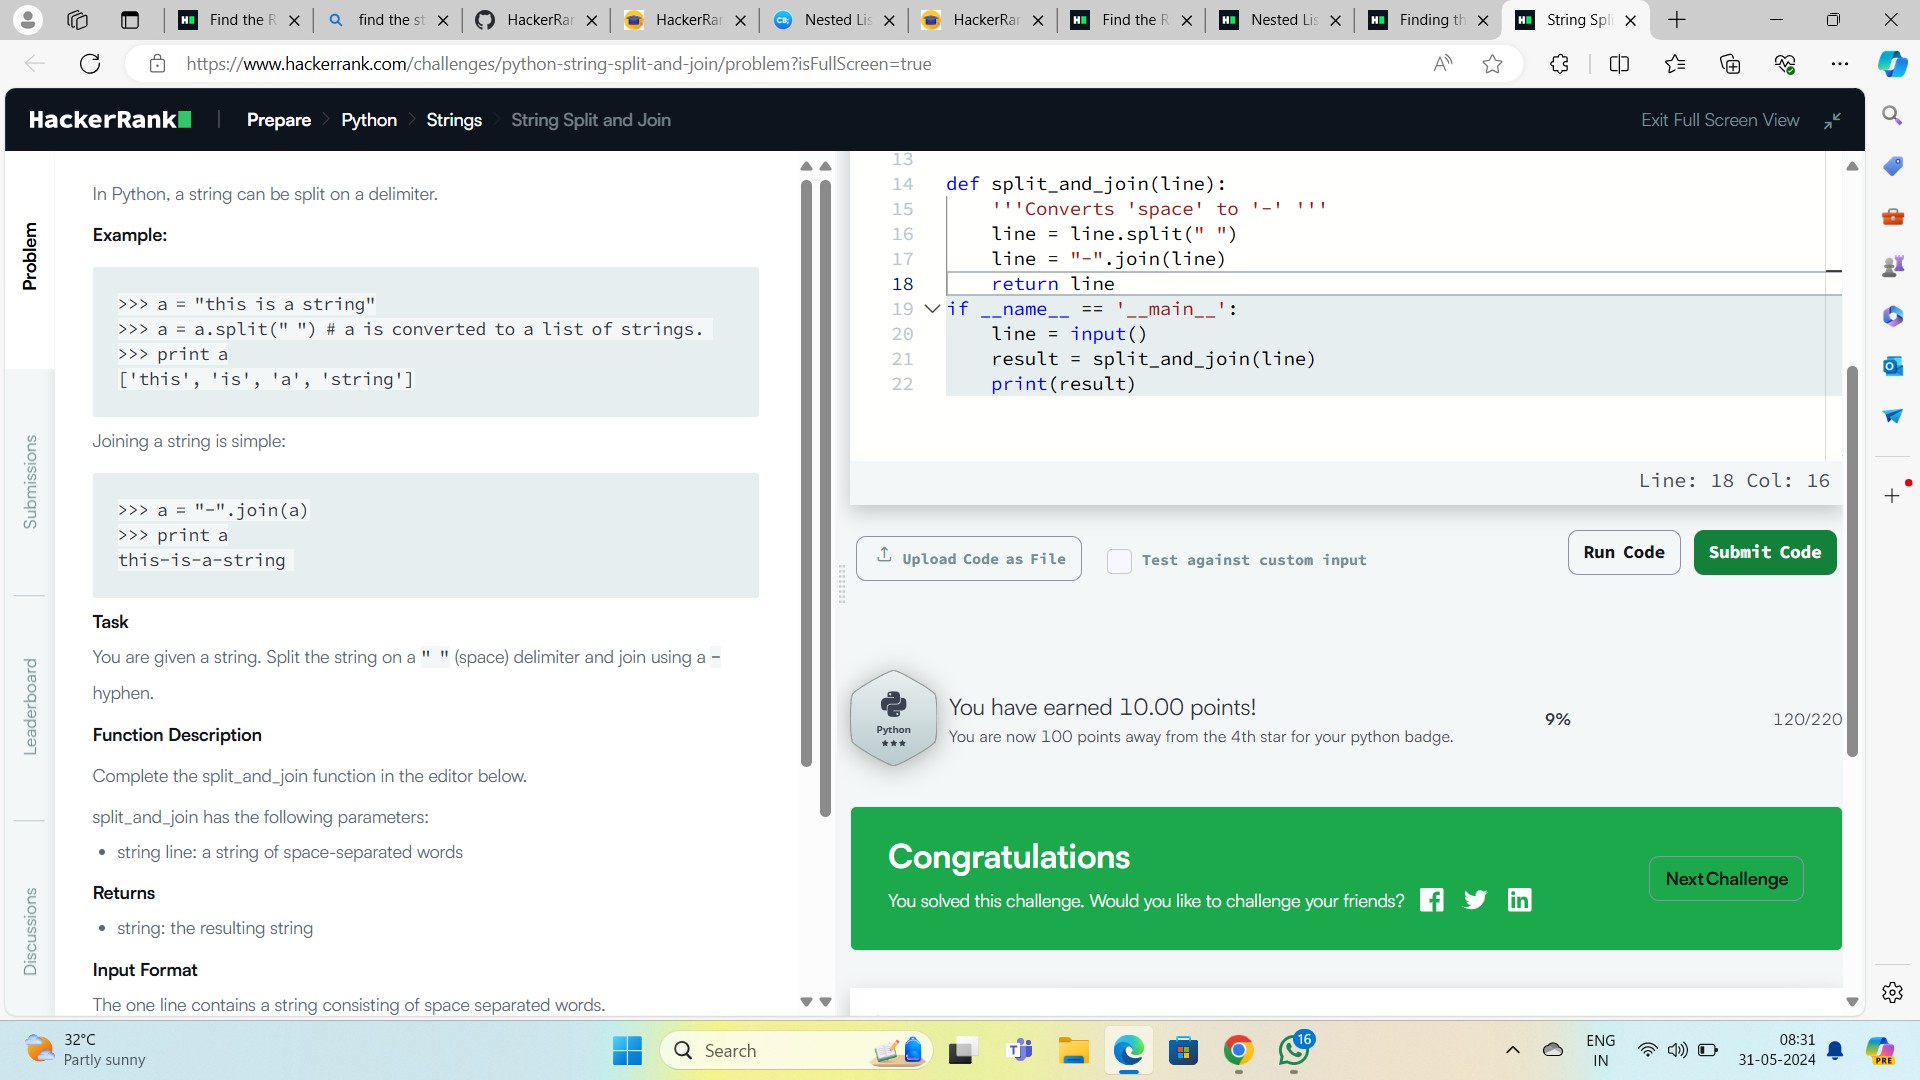 Find the R
find the st
HackerRar
HackerRar
Nested Lis
HackerRar
Find the R
Nested Lis
Finding th
String Spli
https://www.hackerrank.com/challenges/python-string-split-and-join/problem?isFullScreen=true
HackerRank
Prepare
Python
Strings
String Split and Join
Exit Full Screen View
Problem
Submissions
Leaderboard
Discussions
In Python, a string can be split on a delimiter.
Example:
>>> a = "this is a string"
>>> a = a.split(" ") # a is converted to a list of strings.
>>> print a
['this', 'is', 'a', 'string']
Joining a string is simple:
>>> a = "-".join(a)
>>> print a
this-is-a-string
Task
You are given a string. Split the string on a " " (space) delimiter and join using a -
hyphen.
Function Description
Complete the split_and_join function in the editor below.
split_and_join has the following parameters:
• string line: a string of space-separated words
Returns
• string: the resulting string
Input Format
The one line contains a string consisting of space separated words.
13
14 def split_and_join(line):
15 '''Converts 'space' to '-' '''
16 line = line.split(" ")
17 line = "-".join(line)
18 return line
19 if __name__ == '__main__':
20 line = input()
21 result = split_and_join(line)
22 print(result)
Line: 18 Col: 16
Upload Code as File
Test against custom input
Run Code
Submit Code
Python
You have earned 10.00 points!
You are now 100 points away from the 4th star for your python badge.
9%
120/220
Congratulations
You solved this challenge. Would you like to challenge your friends?
Next Challenge
32°C
Partly sunny
Search
16
ENG
IN
08:31
31-05-2024
PRE